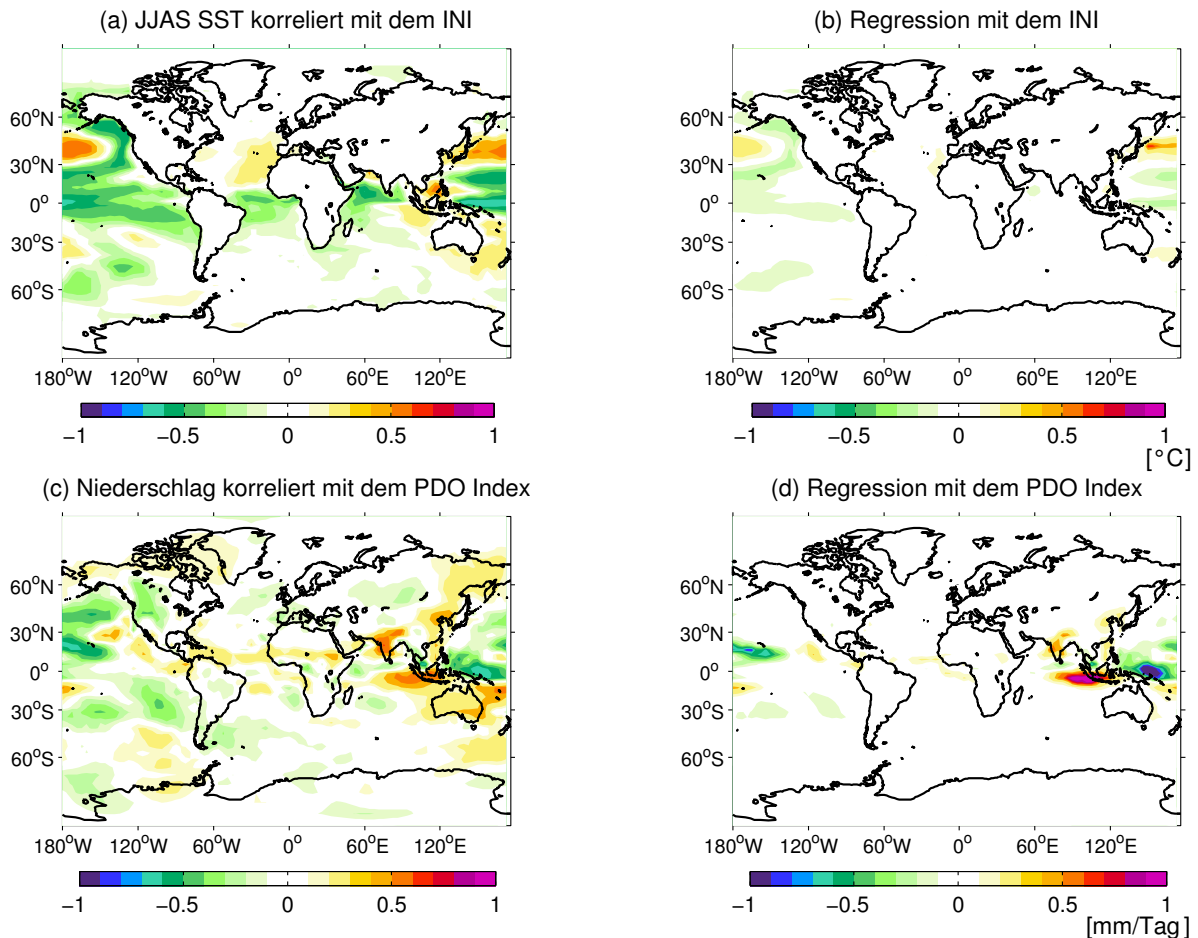 (a) JJAS SST korreliert mit dem INI
(b) Regression mit dem INI
60°N
30°N
0°
30°S
60°S
180°W 120°W 60°W 0° 60°E 120°E
−1 −0.5 0 0.5 1
60°N
30°N
0°
30°S
60°S
180°W 120°W 60°W 0° 60°E 120°E
−1 −0.5 0 0.5 1
[°C]
(c) Niederschlag korreliert mit dem PDO Index
(d) Regression mit dem PDO Index
60°N
30°N
0°
30°S
60°S
180°W 120°W 60°W 0° 60°E 120°E
−1 −0.5 0 0.5 1
60°N
30°N
0°
30°S
60°S
180°W 120°W 60°W 0° 60°E 120°E
−1 −0.5 0 0.5 1
[mm/Tag]